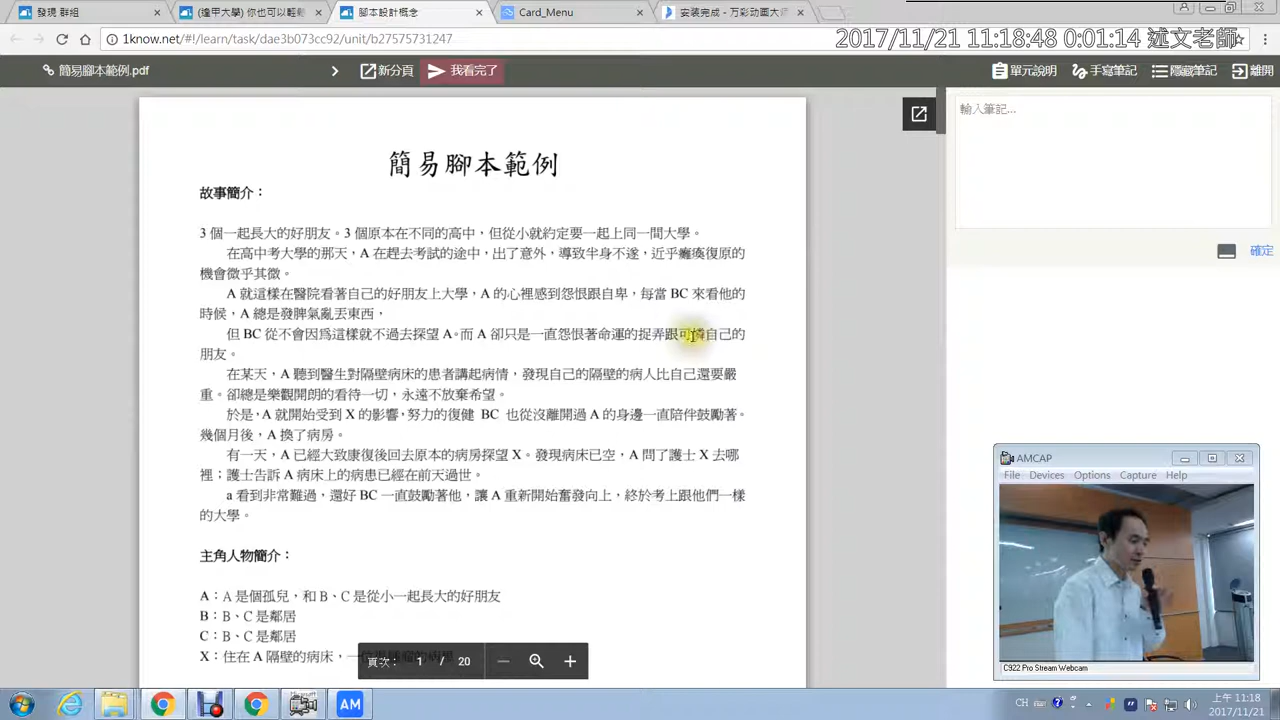 發現 群組
(逢甲大學) 你也可以輕鬆
腳本設計概念
Card_Menu
安裝完成 - 万彩动画大师
1know.net/#!/learn/task/dae3b073cc92/unit/b27575731247
2017/11/21 11:18:48 0:01:14 述文老師
簡易腳本範例.pdf
新分頁
我看完了
單元說明
手寫筆記
隱藏筆記
離開
輸入筆記...
確定
簡易腳本範例
故事簡介：
3 個一起長大的好朋友。3 個原本在不同的高中，但從小就約定要一起上同一間大學。
在高中考大學的那天，A 在趕去考試的途中，出了意外，導致半身不遂，近乎癱瘓復原的
機會微乎其微。
A 就這樣在醫院看著自己的好朋友上大學，A 的心裡感到怨恨跟自卑，每當 BC 來看他的
時候，A 總是發脾氣亂丟東西，
但 BC 從不會因為這樣就不過去探望 A。而 A 卻只是一直怨恨著命運的捉弄跟可憐自己的
朋友。
在某天，A 聽到醫生對隔壁病床的患者講起病情，發現自己的隔壁的病人比自己還要嚴
重。卻總是樂觀開朗的看待一切，永遠不放棄希望。
於是，A 就開始受到 X 的影響，努力的復健 BC 也從沒離開過 A 的身邊一直陪伴鼓勵著。
幾個月後，A 換了病房。
有一天，A 已經大致康復後回去原本的病房探望 X。發現病床已空，A 問了護士 X 去哪
裡；護士告訴 A 病床上的病患已經在前天過世。
a 看到非常難過，還好 BC 一直鼓勵著他，讓 A 重新開始奮發向上，終於考上跟他們一樣
的大學。
主角人物簡介：
A：A 是個孤兒，和 B、C 是從小一起長大的好朋友
B：B、C 是鄰居
C：B、C 是鄰居
X：住在 A 隔壁的病床，一
頁次： 1 / 20
AMCAP
File Devices Options Capture Help
C922 Pro Stream Webcam
AM
CH
上午 11:18
2017/11/21